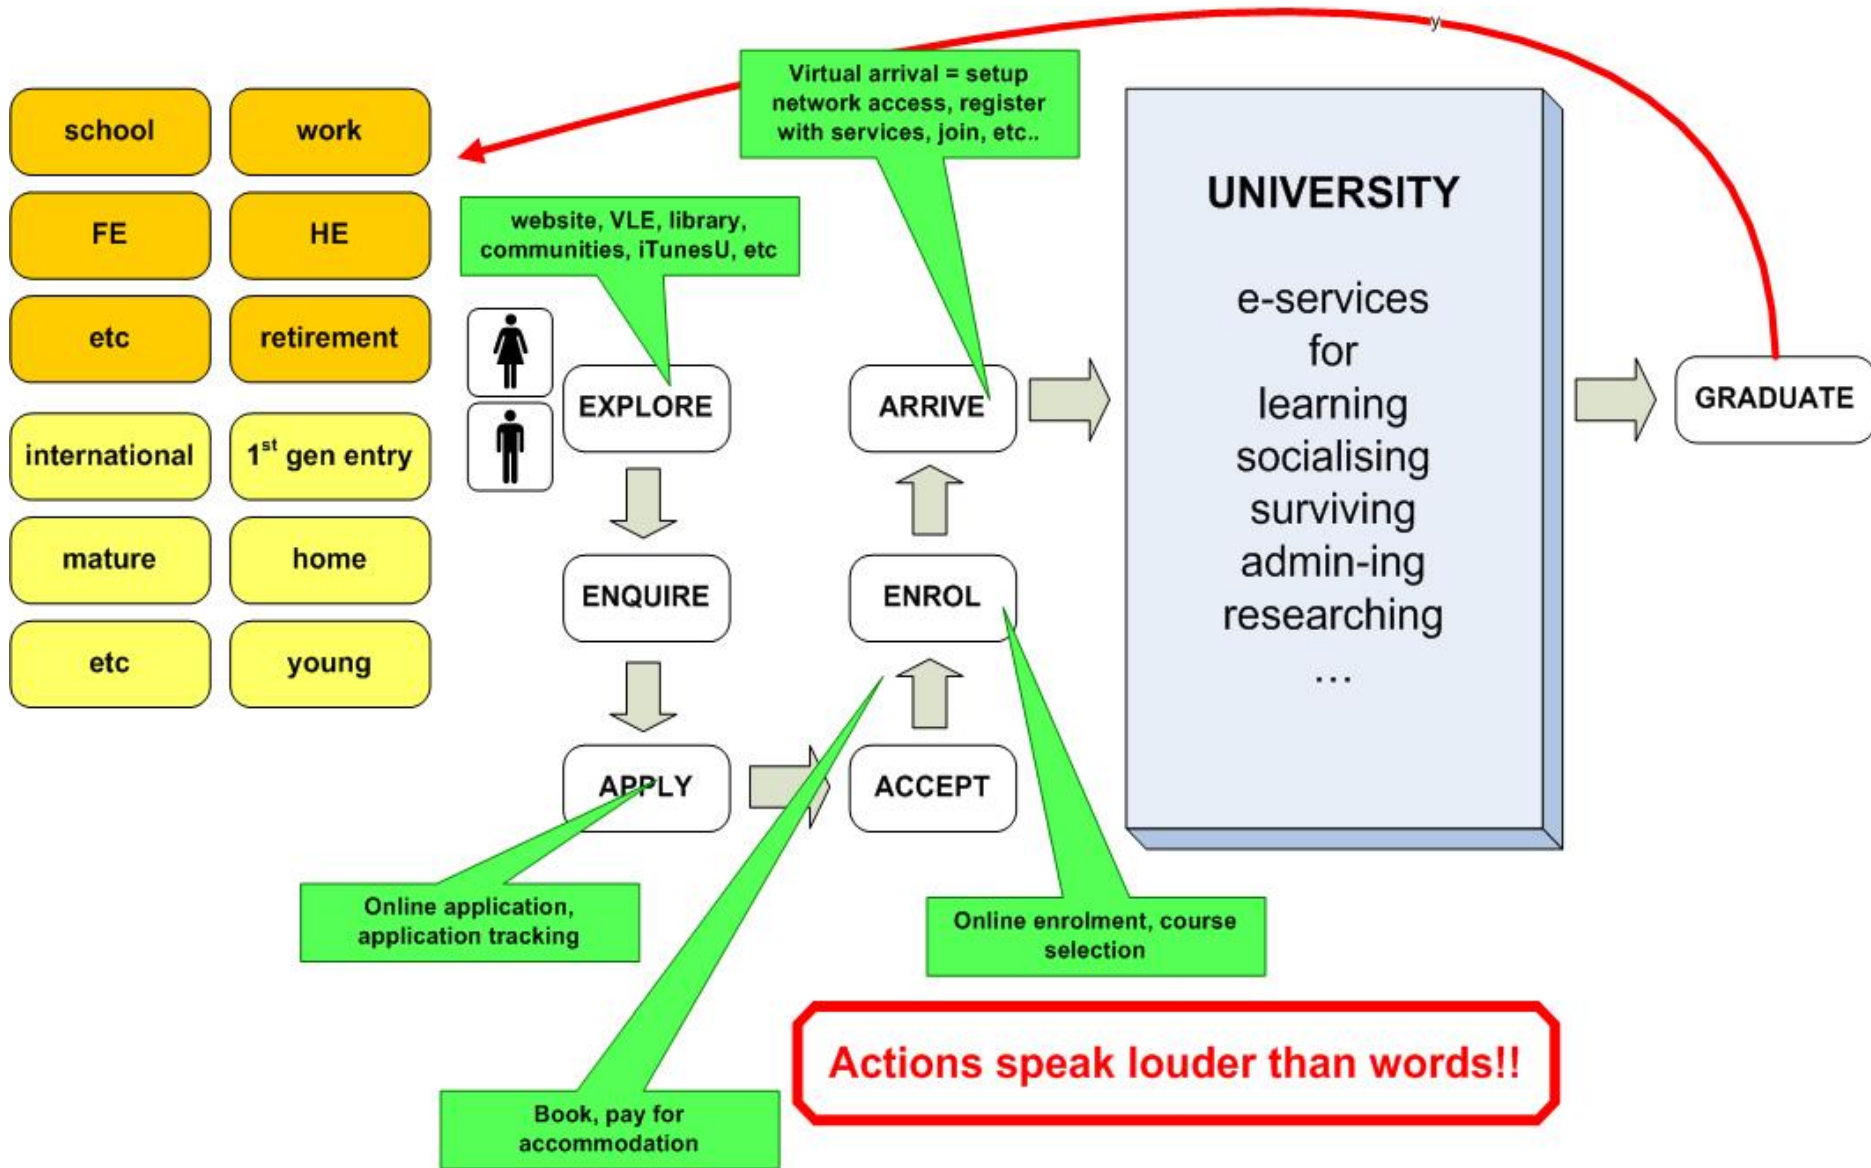 y
Virtual arrival = setup
network access, register
with services, join, etc..
school
work
FE
HE
etc
retirement
international
1st gen entry
mature
home
etc
young
website, VLE, library,
communities, iTunesU, etc
EXPLORE
ENQUIRE
APPLY
ACCEPT
ENROL
ARRIVE
UNIVERSITY
e-services
for
learning
socialising
surviving
admin-ing
researching
...
GRADUATE
Online application,
application tracking
Online enrolment, course
selection
Book, pay for
accommodation
Actions speak louder than words!!